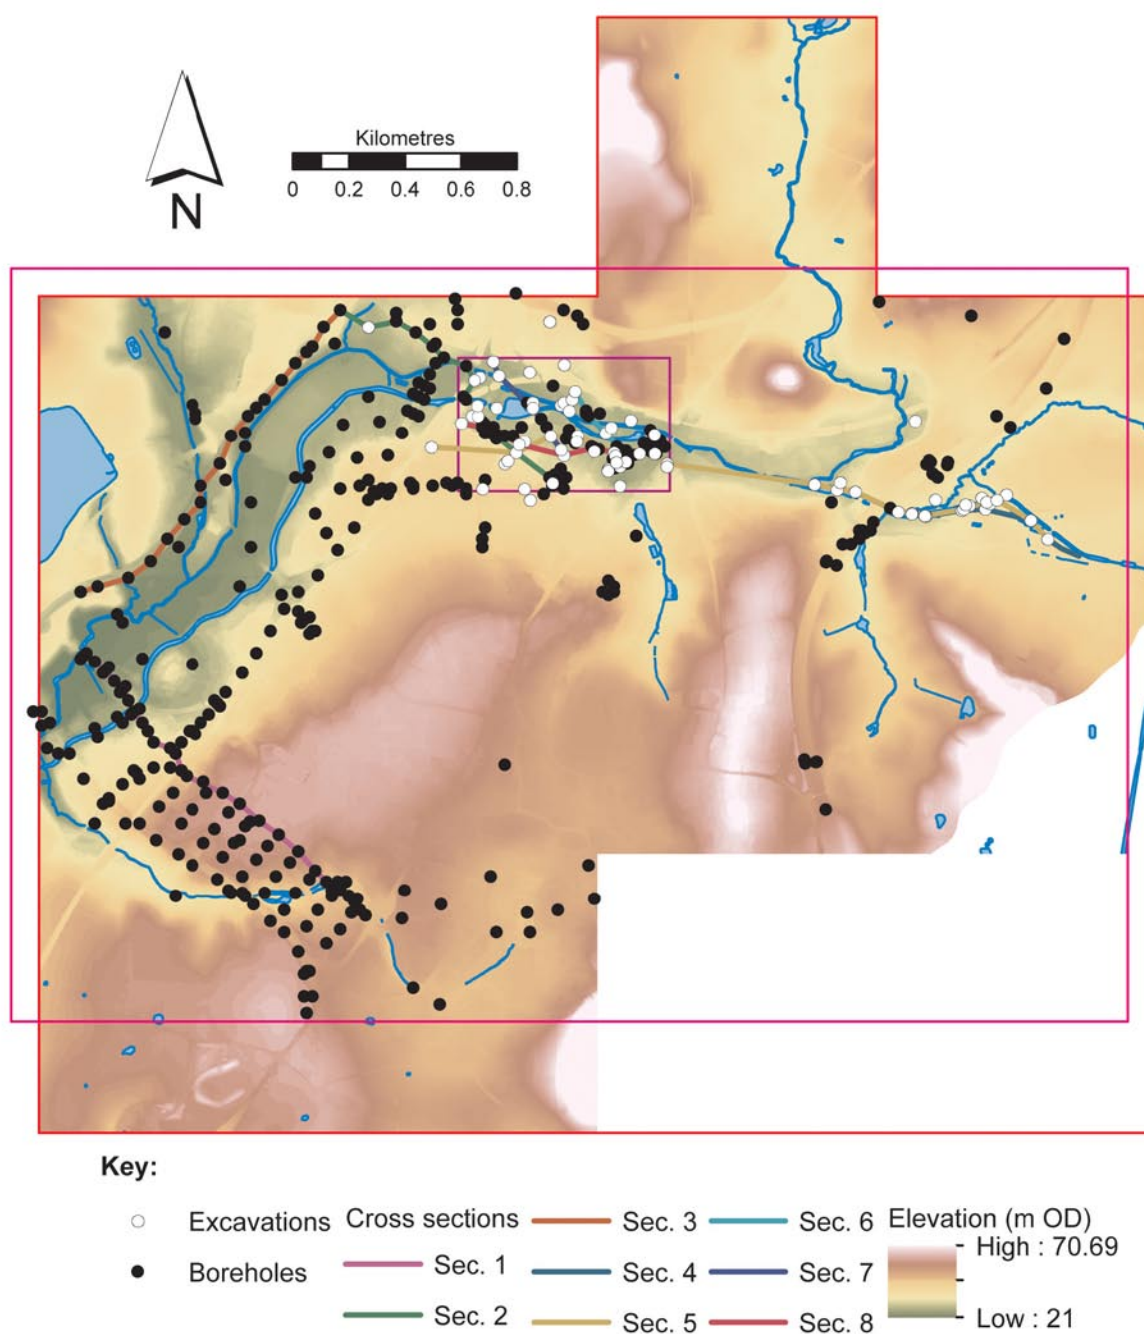 Kilometres
0 0.2 0.4 0.6 0.8
N
Key:
Excavations
Boreholes
Cross sections
Sec. 1
Sec. 2
Sec. 3
Sec. 4
Sec. 5
Sec. 6
Sec. 7
Sec. 8
Elevation (m OD)
High : 70.69
Low : 21